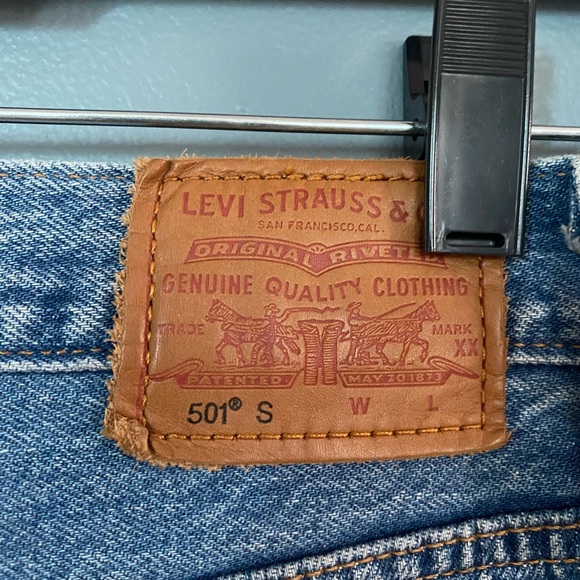 LEVI STRAUSS &
SAN FRANCISCO, CAL.
ORIGINAL RIVETED
GENUINE QUALITY CLOTHING
TRADE MARK
XX
PATENTED MAY 20 1873
501® S W L